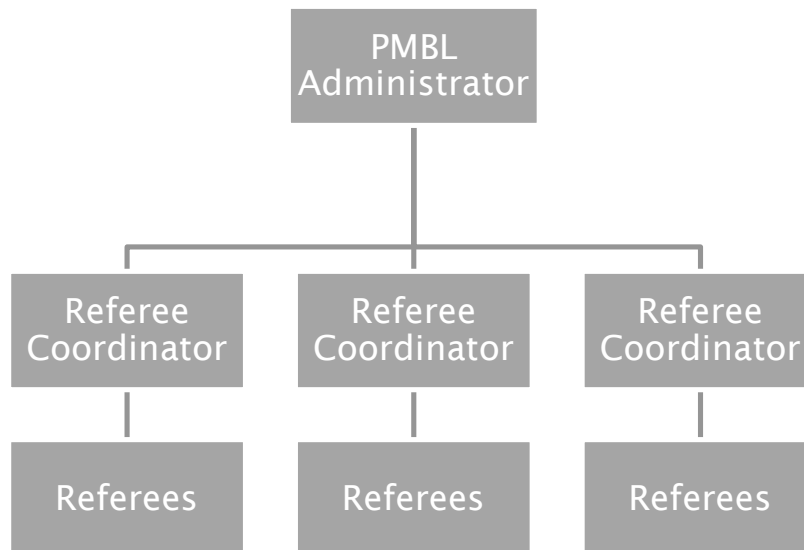 PMBL
Administrator
Referee
Coordinator
Referee
Coordinator
Referee
Coordinator
Referees
Referees
Referees